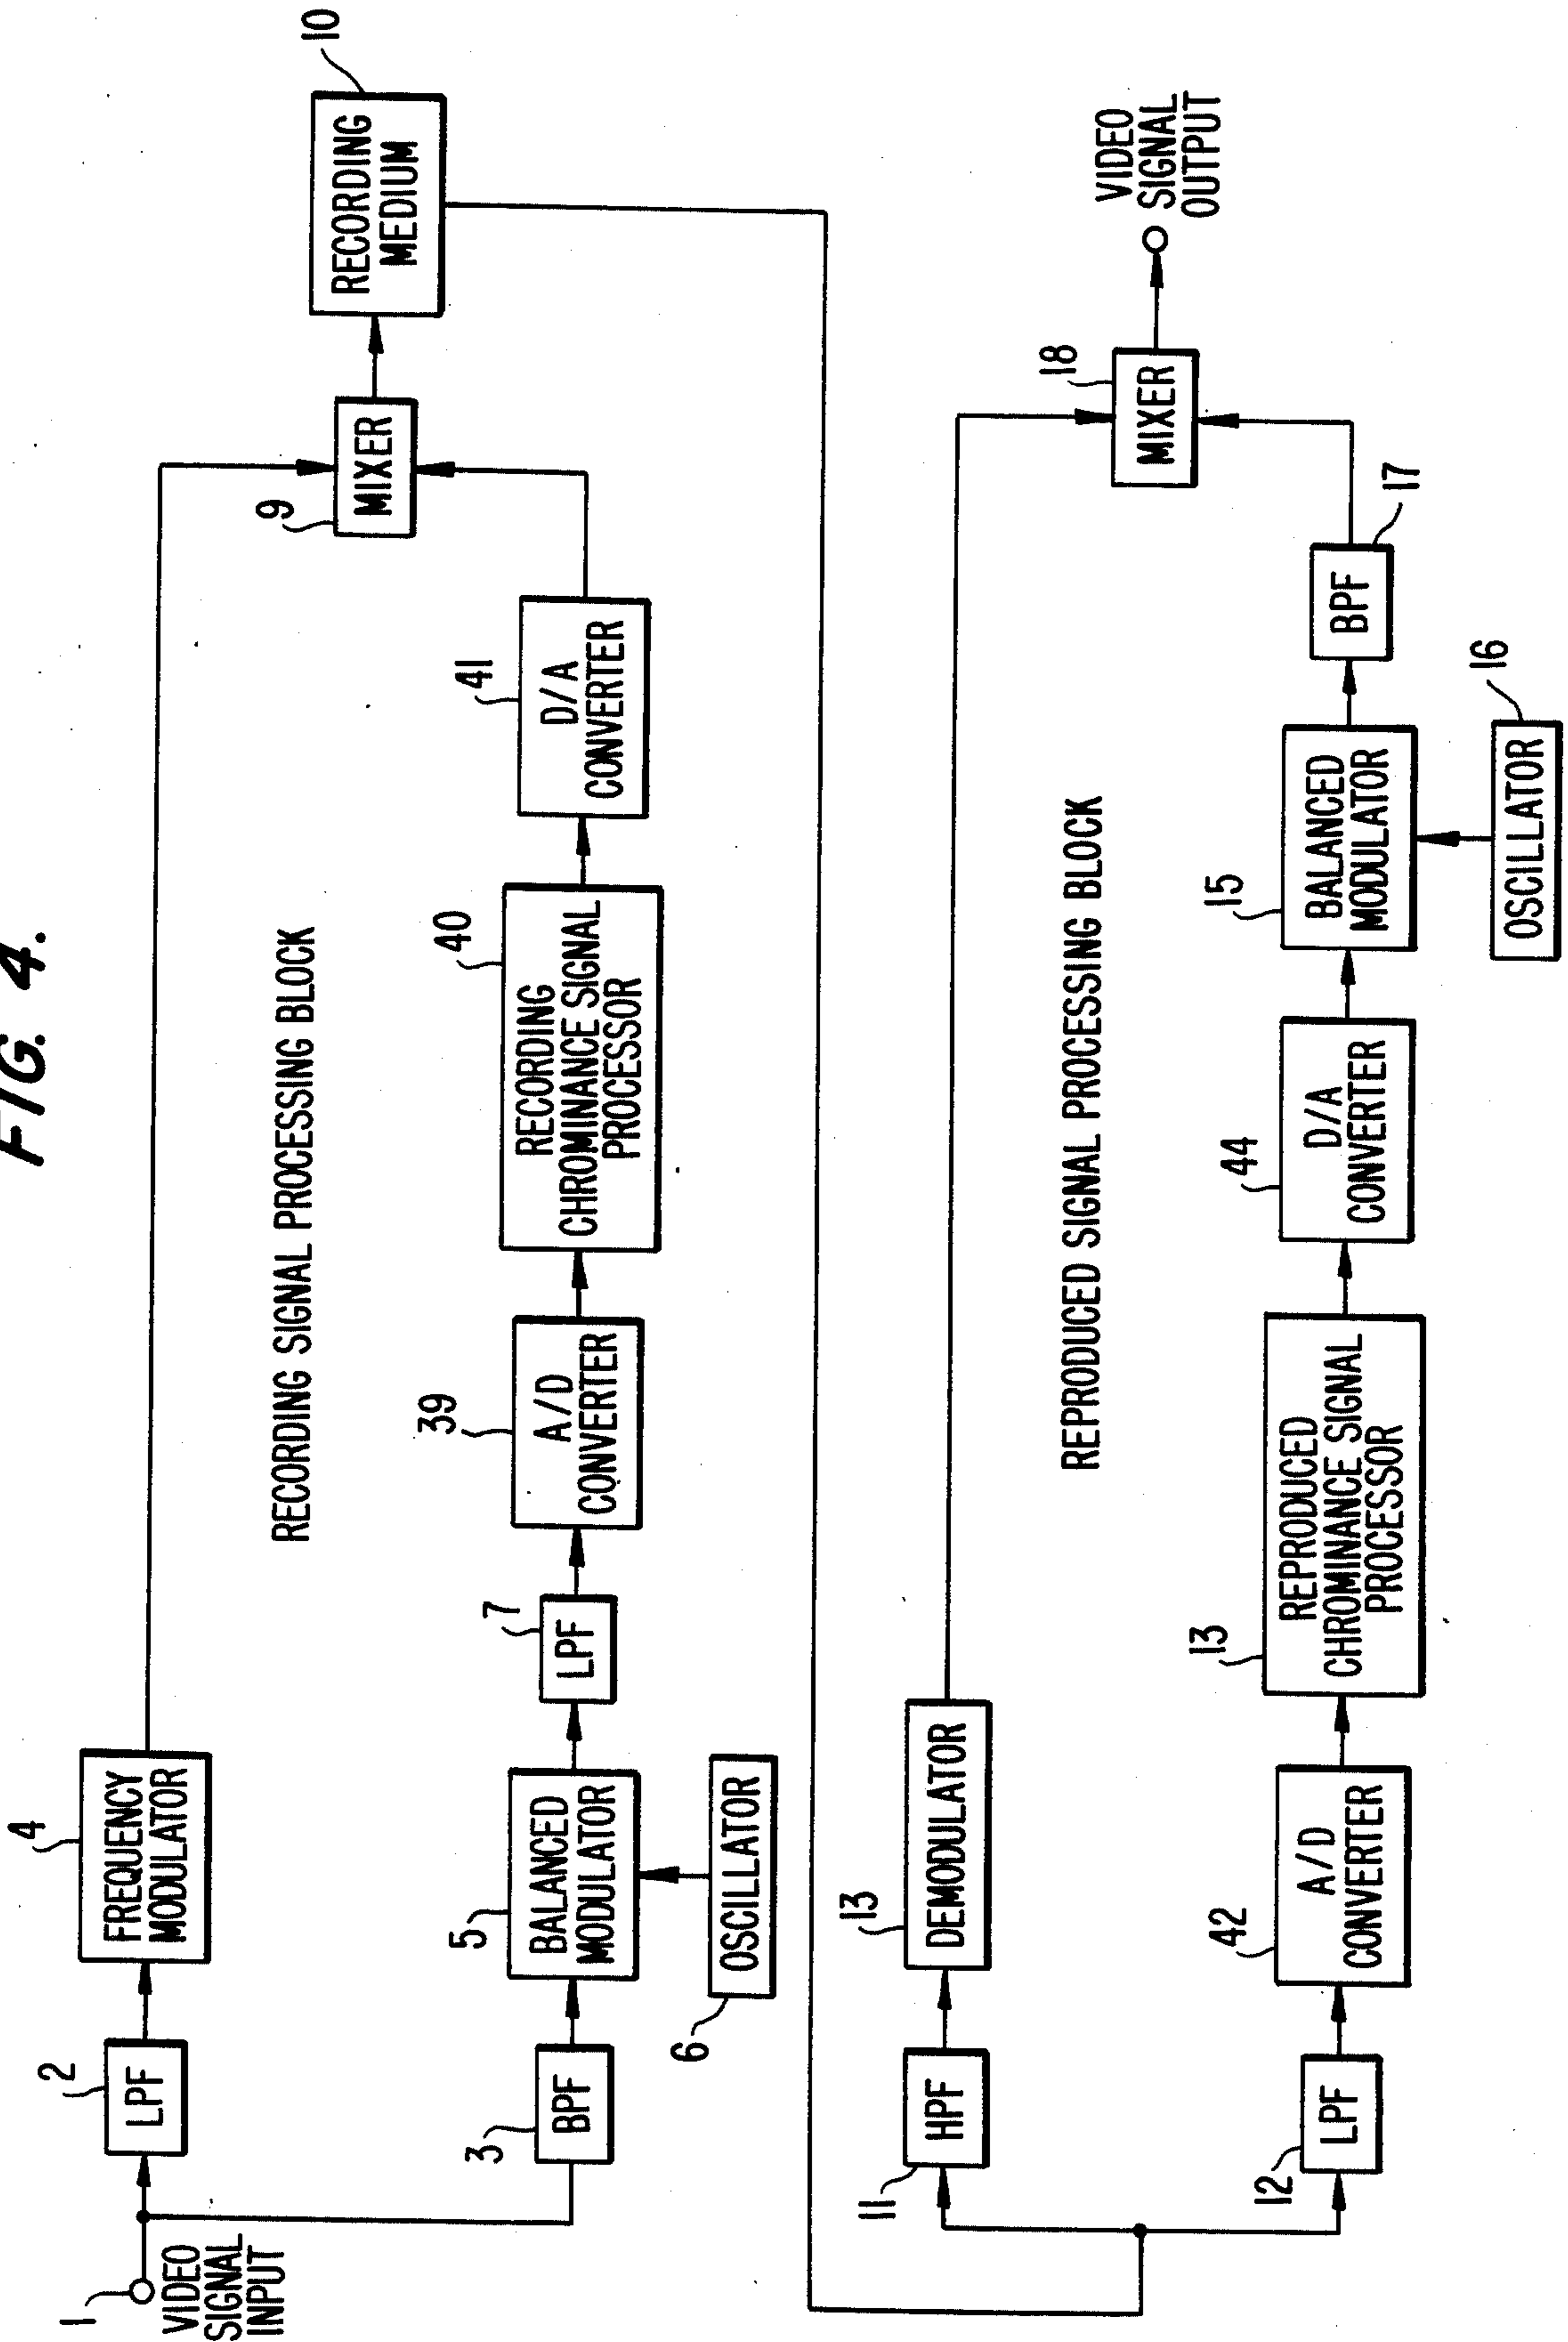 FIG. 4.
1
VIDEO
SIGNAL
INPUT
2
LPF
4
FREQUENCY
MODULATOR
3
BPF
5
BALANCED
MODULATOR
6
OSCILLATOR
7
LPF
39
A/D
CONVERTER
40
RECORDING
CHROMINANCE SIGNAL
PROCESSOR
41
D/A
CONVERTER
9
MIXER
10
RECORDING
MEDIUM
RECORDING SIGNAL PROCESSING BLOCK
11
HPF
13
DEMODULATOR
12
LPF
42
A/D
CONVERTER
13
REPRODUCED
CHROMINANCE SIGNAL
PROCESSOR
44
D/A
CONVERTER
15
BALANCED
MODULATOR
16
OSCILLATOR
17
BPF
18
MIXER
VIDEO
SIGNAL
OUTPUT
REPRODUCED SIGNAL PROCESSING BLOCK